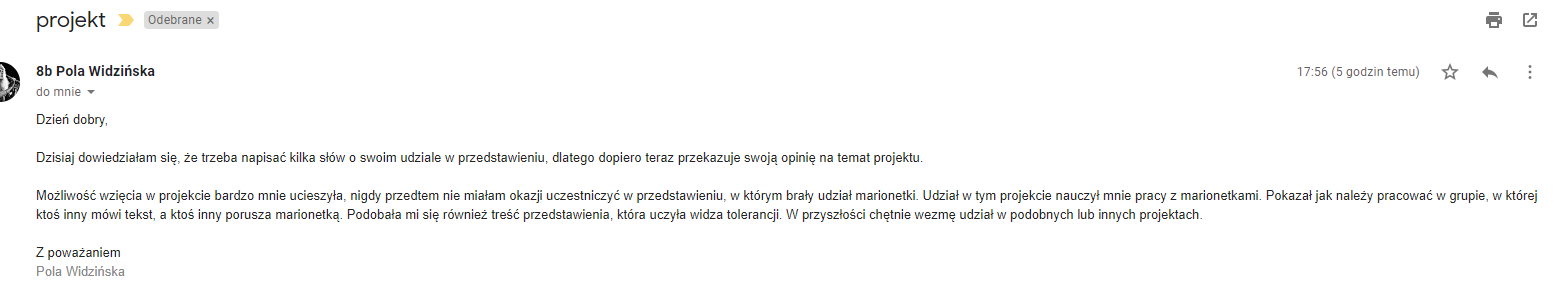 projekt Odebrane ×
8b Pola Widzińska 17:56 (5 godzin temu)
do mnie
Dzień dobry,
Dzisiaj dowiedziałam się, że trzeba napisać kilka słów o swoim udziale w przedstawieniu, dlatego dopiero teraz przekazuje swoją opinię na temat projektu.
Możliwość wzięcia w projekcie bardzo mnie ucieszyła, nigdy przedtem nie miałam okazji uczestniczyć w przedstawieniu, w którym brały udział marionetki. Udział w tym projekcie nauczył mnie pracy z marionetkami. Pokazał jak należy pracować w grupie, w której
ktoś inny mówi tekst, a ktoś inny porusza marionetką. Podobała mi się również treść przedstawienia, która uczyła widza tolerancji. W przyszłości chętnie wezmę udział w podobnych lub innych projektach.
Z poważaniem
Pola Widzińska